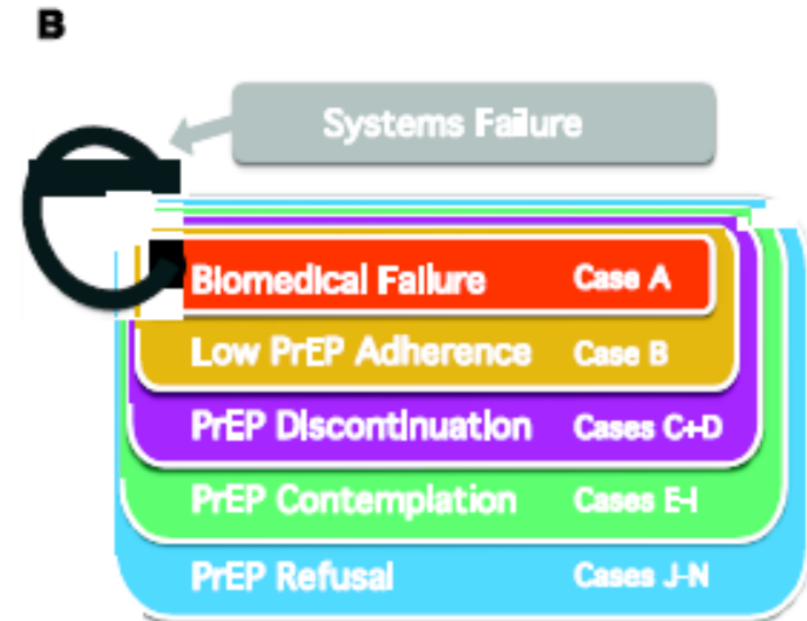 B
Systems Failure
Biomedical Failure Case A
Low PrEP Adherence Case B
PrEP Discontinuation Cases C+D
PrEP Contemplation Cases E-I
PrEP Refusal Cases J-N